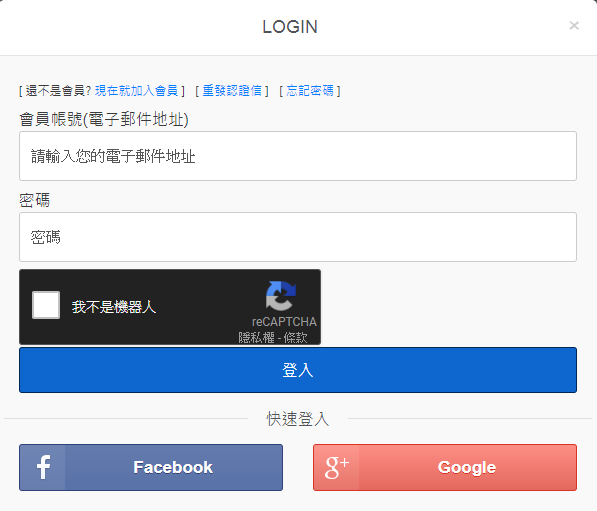 LOGIN ×
[ 還不是會員? 現在就加入會員 ] [ 重發認證信 ] [ 忘記密碼 ]
會員帳號(電子郵件地址)
請輸入您的電子郵件地址
密碼
密碼
我不是機器人
reCAPTCHA
隱私權 - 條款
登入
快速登入
f Facebook
g+ Google